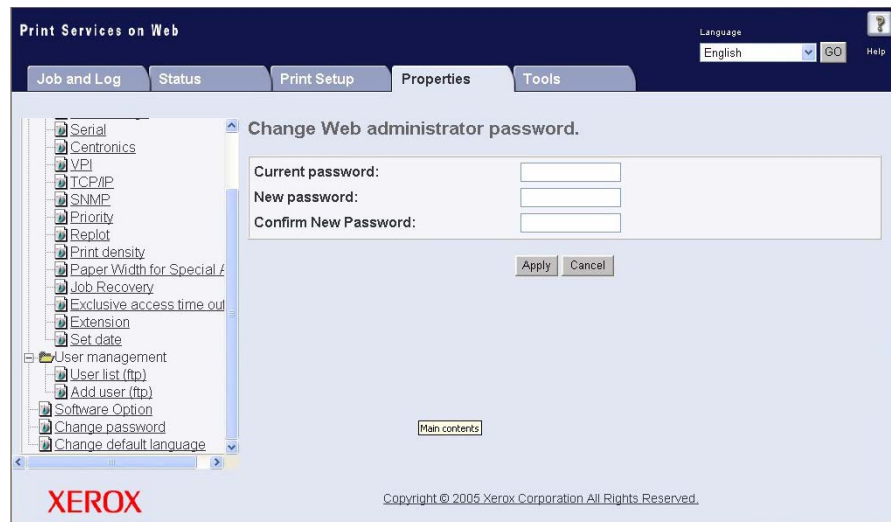 Print Services on Web
Language
English
GO
Help
Job and Log
Status
Print Setup
Properties
Tools
Serial
Centronics
VPI
TCP/IP
SNMP
Priority
Replot
Print density
Paper Width for Special A
Job Recovery
Exclusive access time out
Extension
Set date
User management
User list (ftp)
Add user (ftp)
Software Option
Change password
Change default language
Change Web administrator password.
Current password:
New password:
Confirm New Password:
Apply
Cancel
Main contents
XEROX
Copyright © 2005 Xerox Corporation All Rights Reserved.